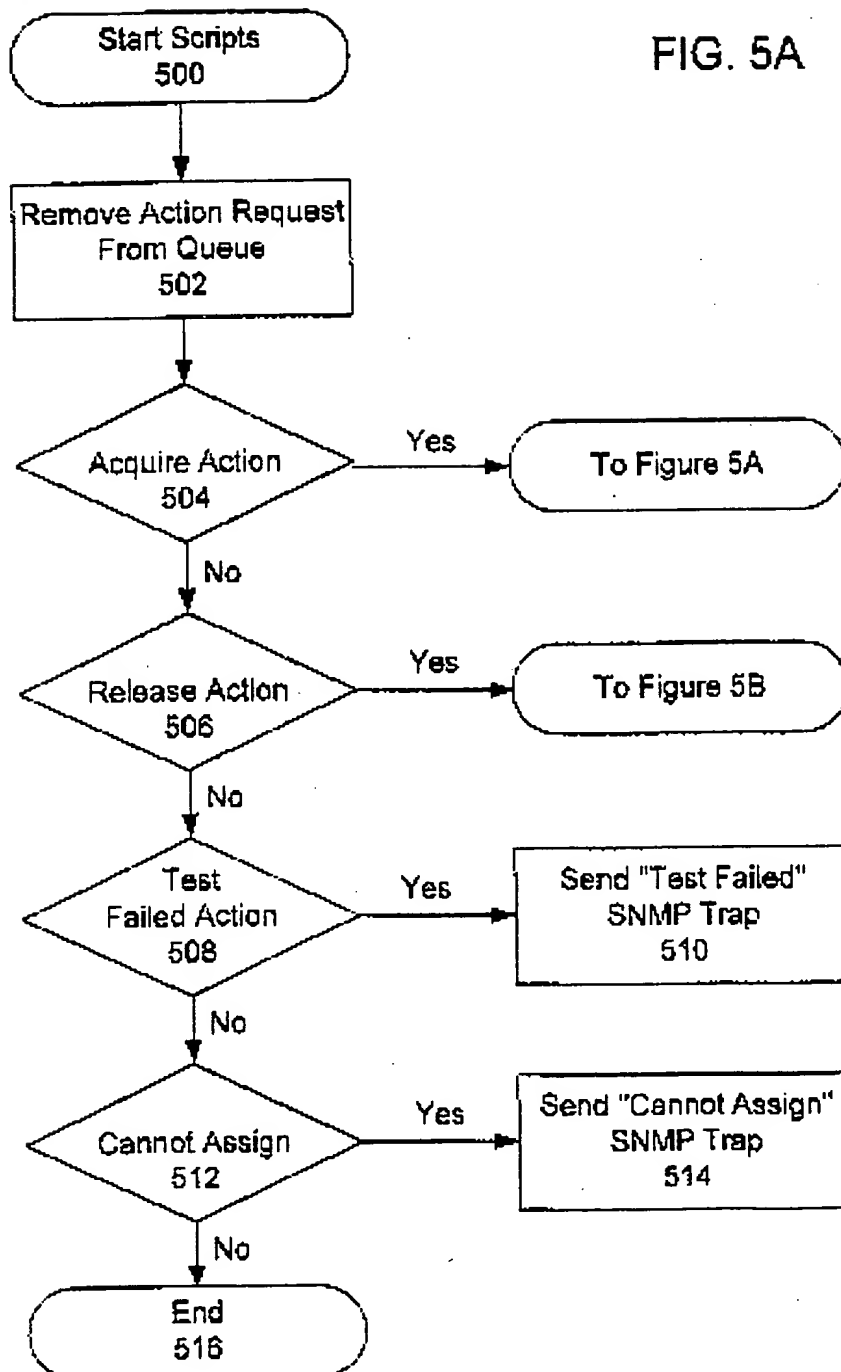 FIG. 5A
Start Scripts
500
Remove Action Request
From Queue
502
Acquire Action
504
Yes
To Figure 5A
No
Release Action
506
Yes
To Figure 5B
No
Test
Failed Action
508
Yes
Send "Test Failed"
SNMP Trap
510
No
Cannot Assign
512
Yes
Send "Cannot Assign"
SNMP Trap
514
No
End
516